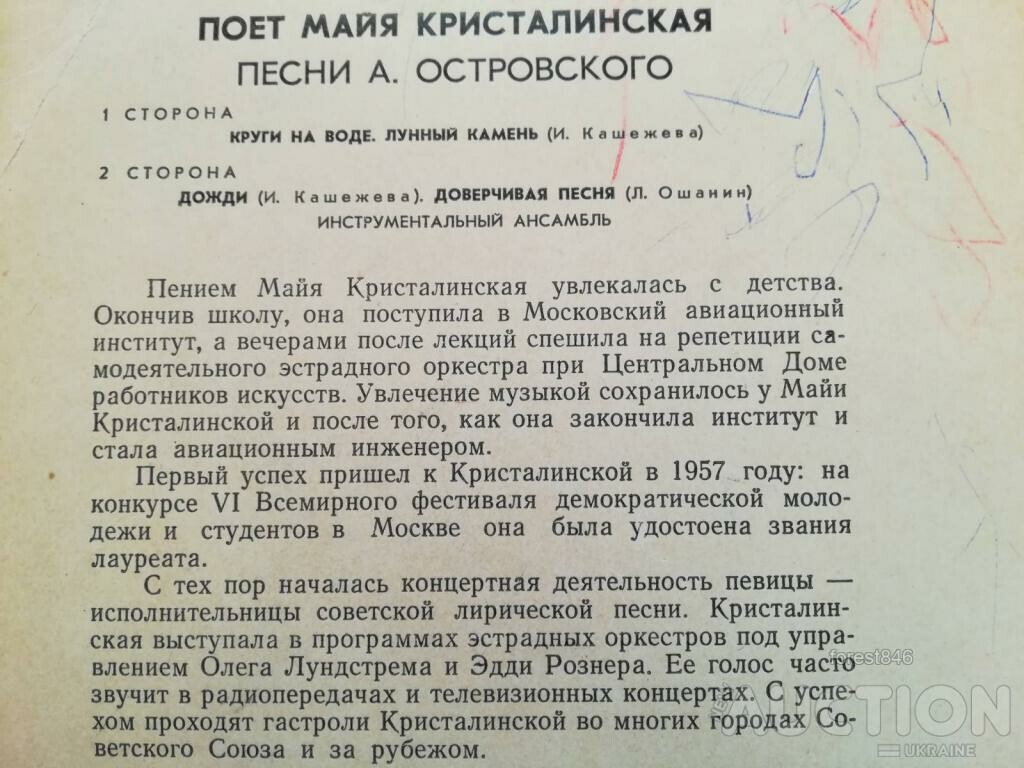 ПОЕТ МАЙЯ КРИСТАЛИНСКАЯ
ПЕСНИ А. ОСТРОВСКОГО
1 СТОРОНА
КРУГИ НА ВОДЕ. ЛУННЫЙ КАМЕНЬ (И. Кашежева)
2 СТОРОНА
ДОЖДИ (И. Кашежева). ДОВЕРЧИВАЯ ПЕСНЯ (Л. Ошанин)
ИНСТРУМЕНТАЛЬНЫЙ АНСАМБЛЬ
Пением Майя Кристалинская увлекалась с детства.
Окончив школу, она поступила в Московский авиационный
институт, а вечерами после лекций спешила на репетиции са-
модеятельного эстрадного оркестра при Центральном Доме
работников искусств. Увлечение музыкой сохранилось у Майи
Кристалинской и после того, как она закончила институт и
стала авиационным инженером.
Первый успех пришел к Кристалинской в 1957 году: на
конкурсе VI Всемирного фестиваля демократической моло-
дежи и студентов в Москве она была удостоена звания
лауреата.
С тех пор началась концертная деятельность певицы —
исполнительницы советской лирической песни. Кристалин-
ская выступала в программах эстрадных оркестров под упра-
влением Олега Лундстрема и Эдди Рознера. Ее голос часто
звучит в радиопередачах и телевизионных концертах. С успе-
хом проходят гастроли Кристалинской во многих городах Со-
ветского Союза и за рубежом.
forest846
NEW AUCTION
UKRAINE